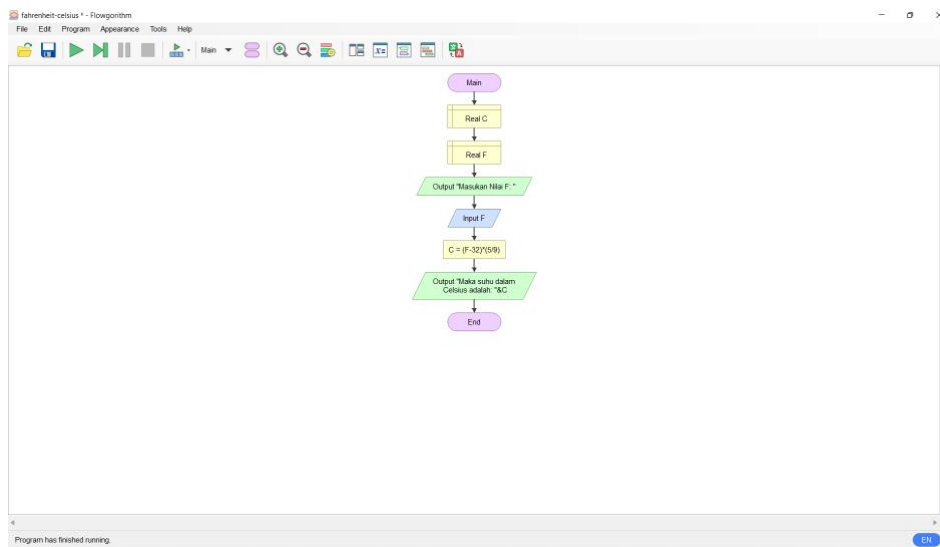 fahrenheit-celsius * - Flowgorithm
File Edit Program Appearance Tools Help
Main
Main
Real C
Real F
Output "Masukan Nilai F: "
Input F
C = (F-32)*(5/9)
Output "Maka suhu dalam
Celsius adalah: "&C
End
Program has finished running.
EN